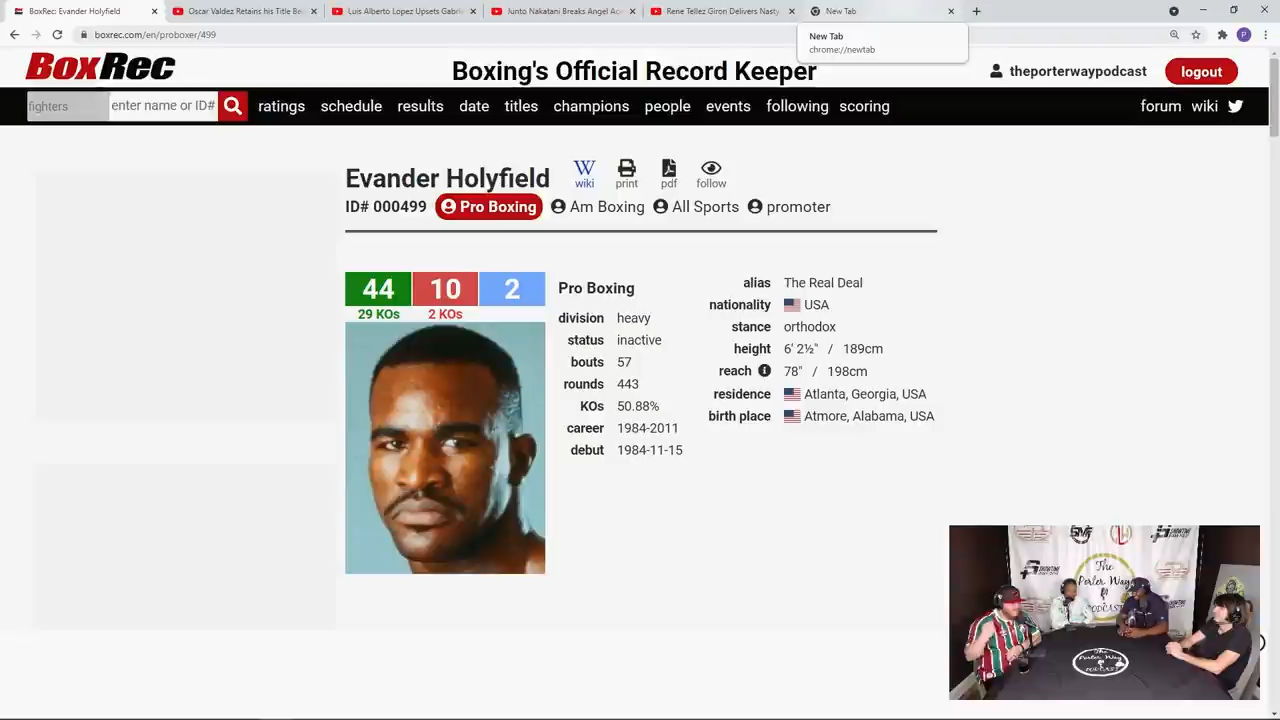 BoxRec: Evander Holyfield
Oscar Valdez Retains his Title Be
Luis Alberto Lopez Upsets Gabri
Junto Nakatani Breaks Angel Ac
Rene Tellez Giron Delivers Nasty
New Tab
boxrec.com/en/proboxer/499
P
New Tab
chrome://newtab
BoxRec
Boxing's Official Record Keeper
theporterwaypodcast
logout
fighters
enter name or ID#
ratings
schedule
results
date
titles
champions
people
events
following
scoring
forum
wiki
Evander Holyfield
W
wiki
print
pdf
follow
ID# 000499
Pro Boxing
Am Boxing
All Sports
promoter
44
10
2
29 KOs
2 KOs
Pro Boxing
division heavy
status inactive
bouts 57
rounds 443
KOs 50.88%
career 1984-2011
debut 1984-11-15
alias The Real Deal
nationality USA
stance orthodox
height 6' 2½" / 189cm
reach 78" / 198cm
residence Atlanta, Georgia, USA
birth place Atmore, Alabama, USA
The
Porter Way
PODCAST
The
Porter Way
PODCAST